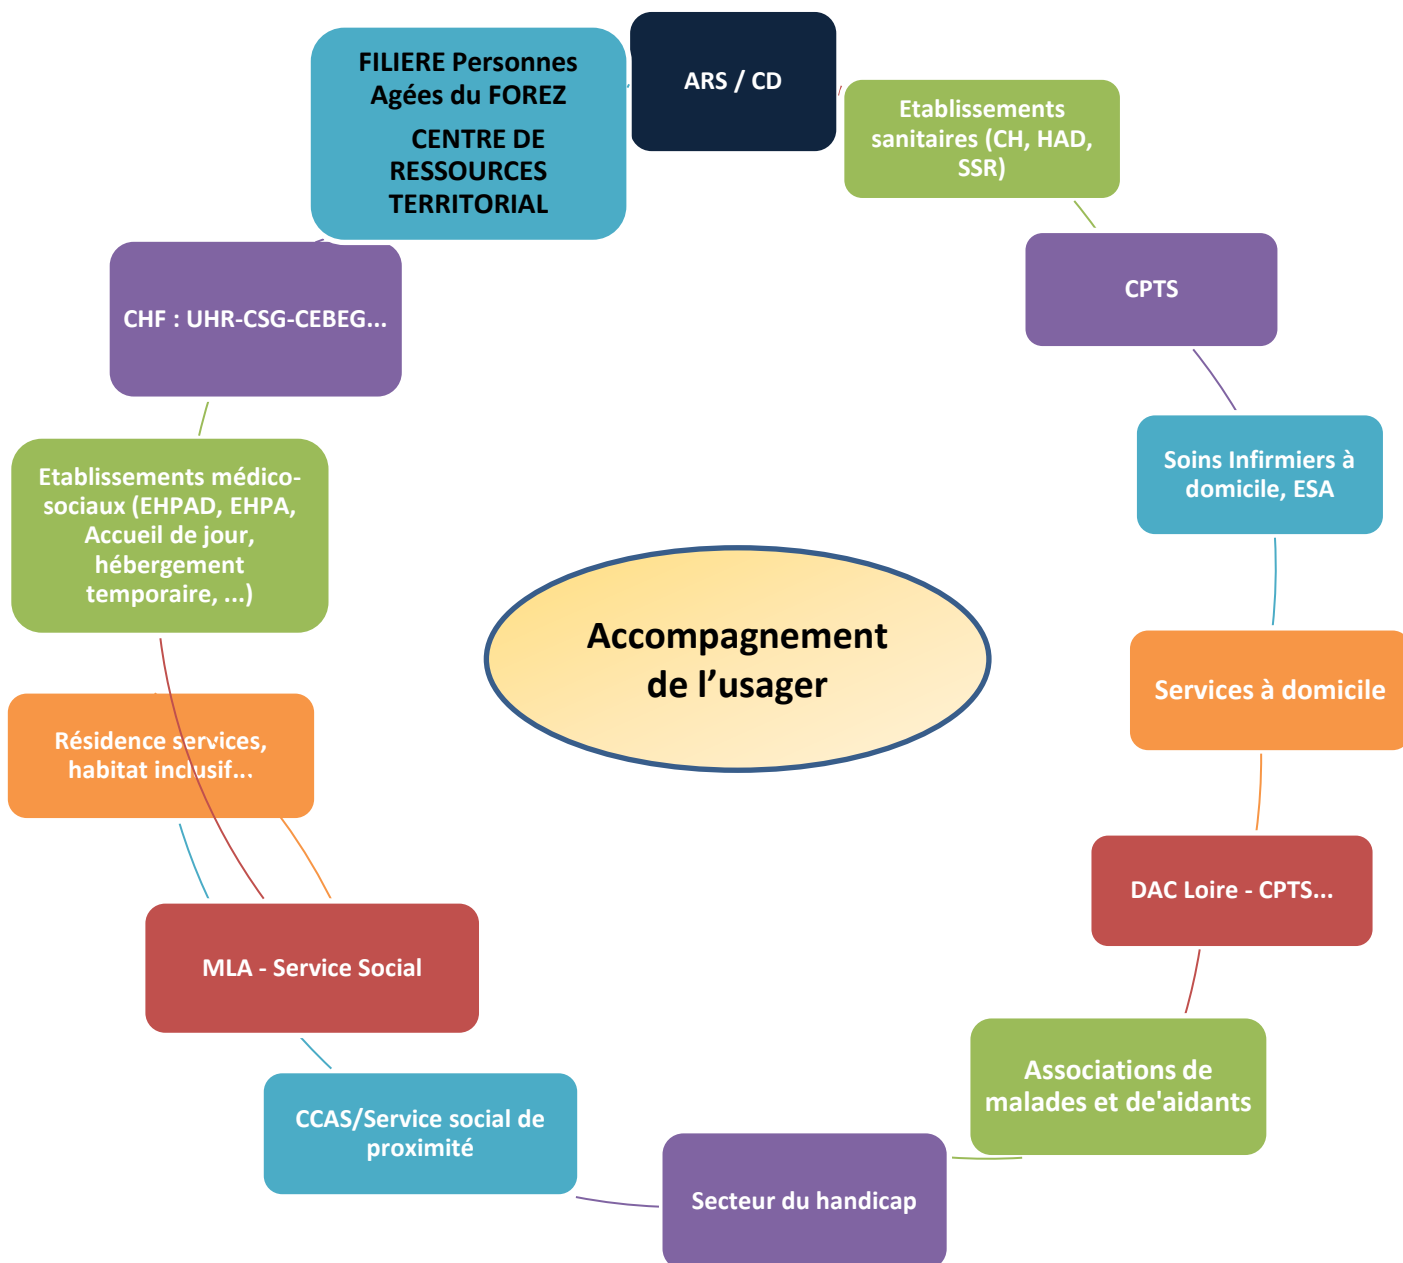 FILIERE Personnes
Agées du FOREZ
CENTRE DE
RESSOURCES
TERRITORIAL
ARS / CD
Etablissements
sanitaires (CH, HAD,
SSR)
CPTS
Soins Infirmiers à
domicile, ESA
Services à domicile
DAC Loire - CPTS...
Associations de
malades et de'aidants
Secteur du handicap
CCAS/Service social de
proximité
MLA - Service Social
Résidence services,
habitat inclusif...
Etablissements médico-
sociaux (EHPAD, EHPA,
Accueil de jour,
hébergement
temporaire, ...)
CHF : UHR-CSG-CEBEG...
Accompagnement
de l’usager